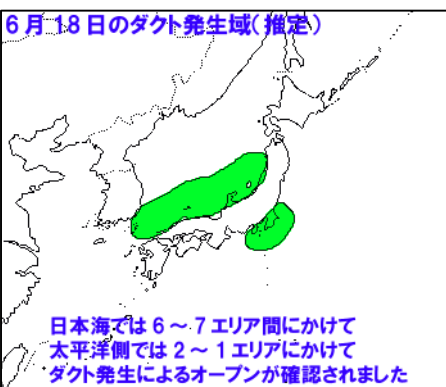 6月18日のダクト発生域(推定)
日本海では6～7エリア間にかけて
太平洋側では2～1エリアにかけて
ダクト発生によるオープンが確認されました